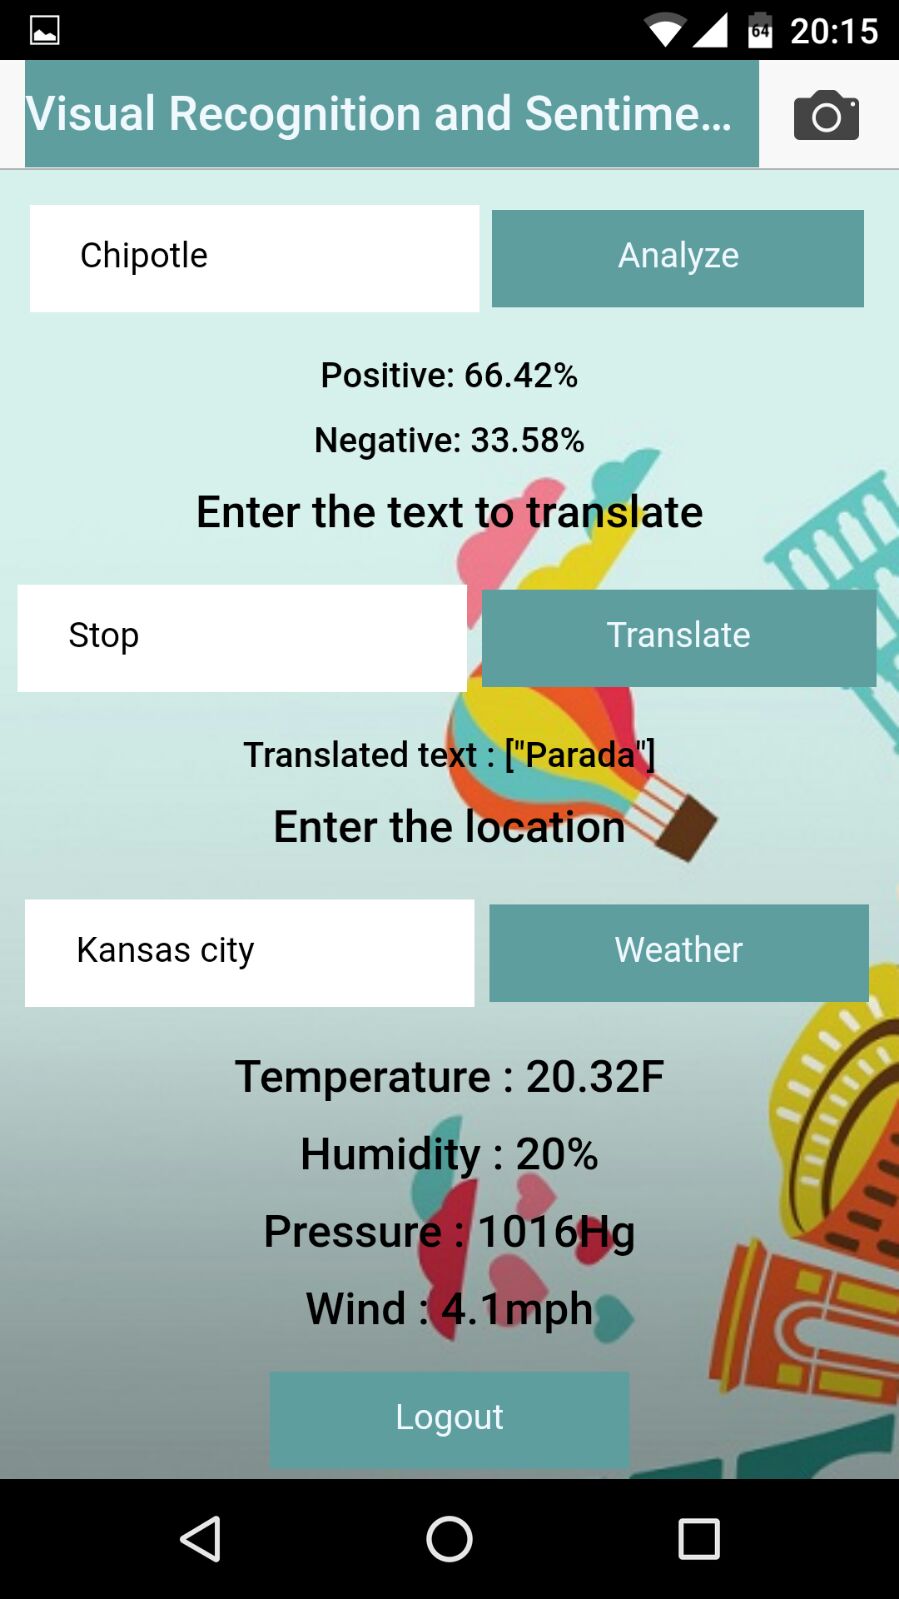 64 20:15
Visual Recognition and Sentime...
Chipotle Analyze
Positive: 66.42%
Negative: 33.58%
Enter the text to translate
Stop Translate
Translated text : ["Parada"]
Enter the location
Kansas city Weather
Temperature : 20.32F
Humidity : 20%
Pressure : 1016Hg
Wind : 4.1mph
Logout